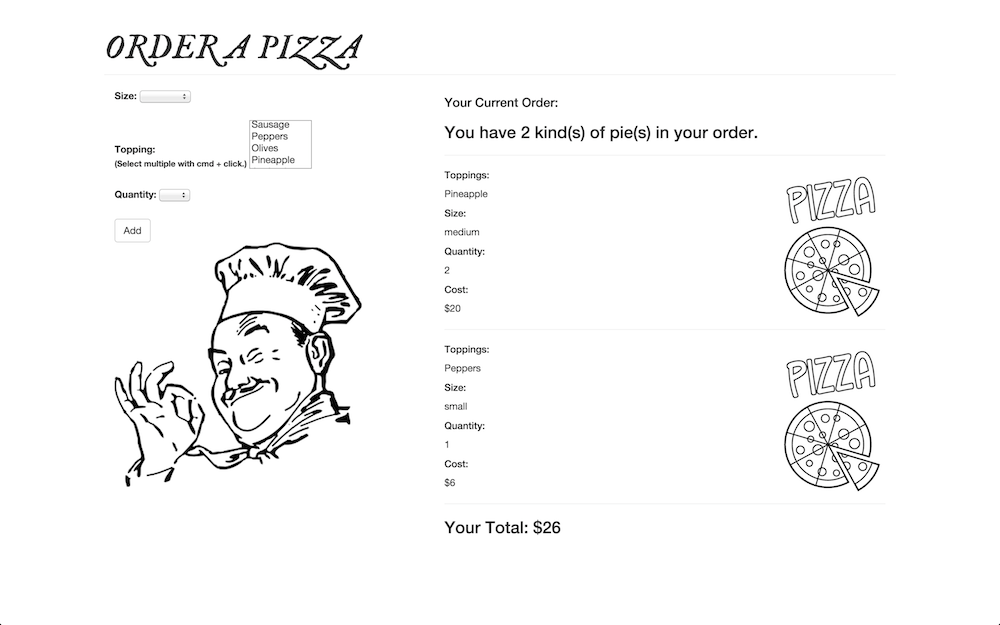 ORDER A PIZZA
Size:
Sausage
Peppers
Olives
Pineapple
Topping:
(Select multiple with cmd + click.)
Quantity:
Add
Your Current Order:
You have 2 kind(s) of pie(s) in your order.
Toppings:
Pineapple
Size:
medium
Quantity:
2
Cost:
$20
PIZZA
Toppings:
Peppers
Size:
small
Quantity:
1
Cost:
$6
PIZZA
Your Total: $26